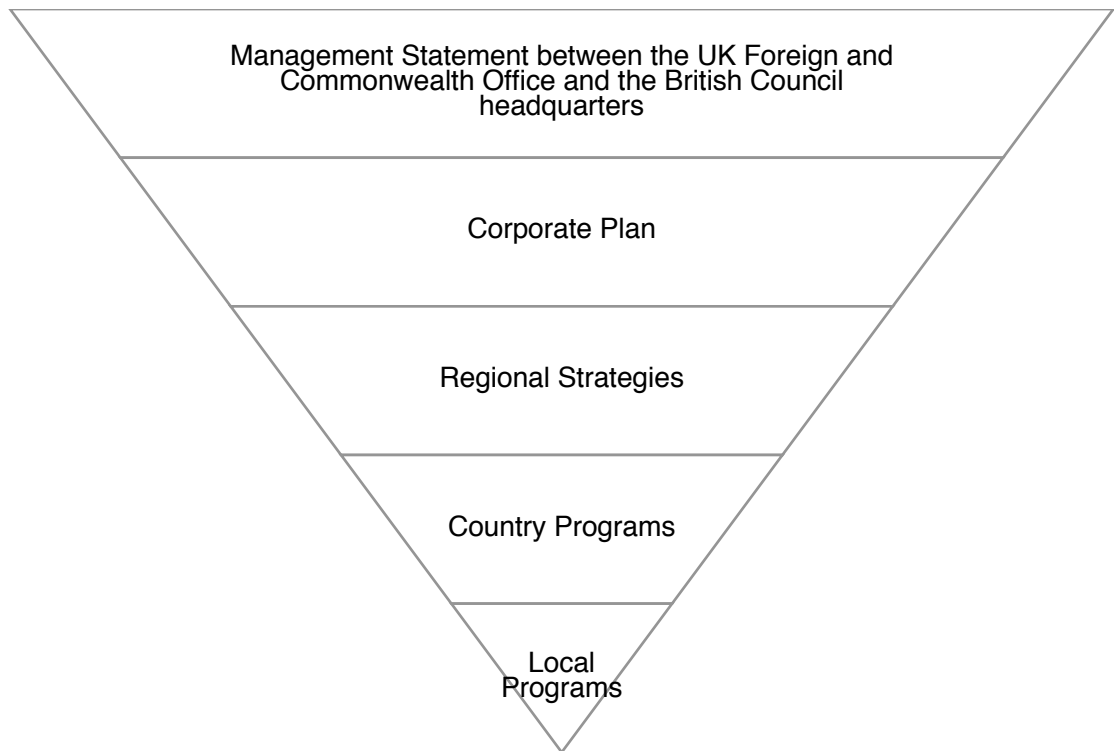 Management Statement between the UK Foreign and
Commonwealth Office and the British Council
headquarters
Corporate Plan
Regional Strategies
Country Programs
Local
Programs